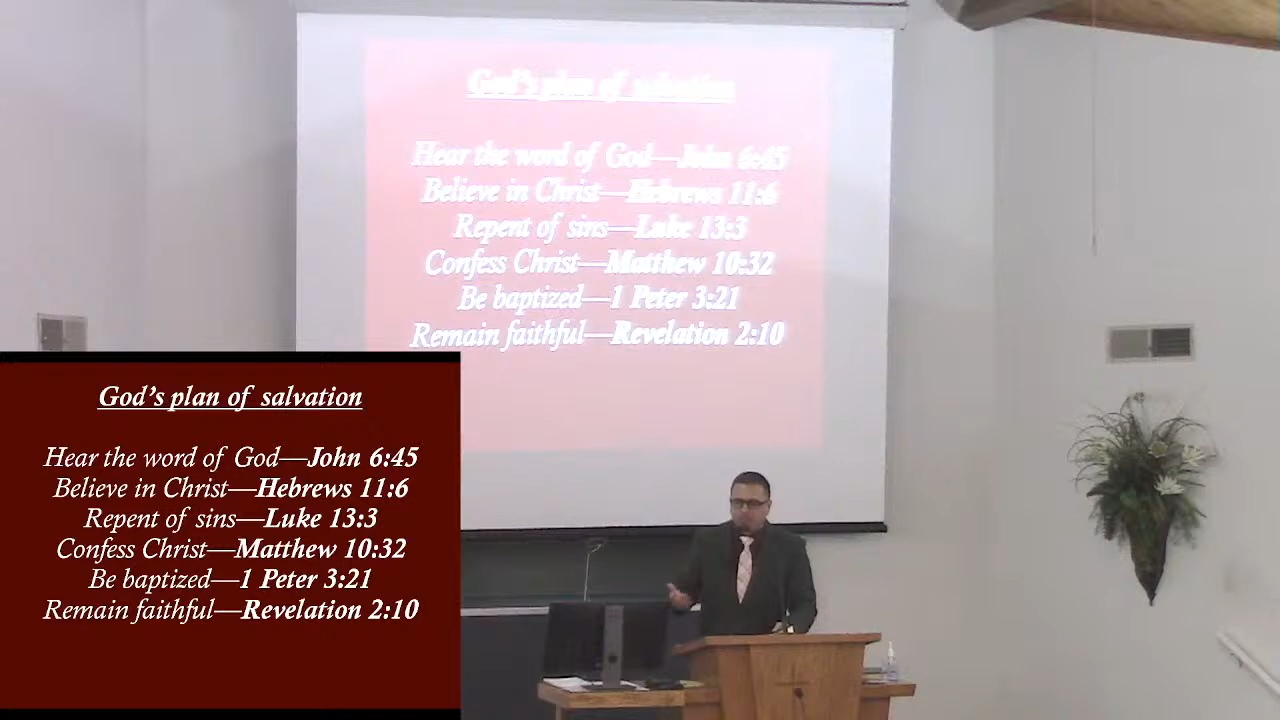 God's plan of salvation
Hear the word of God—John 6:45
Believe in Christ—Hebrews 11:6
Repent of sins—Luke 13:3
Confess Christ—Matthew 10:32
Be baptized—1 Peter 3:21
Remain faithful—Revelation 2:10
God's plan of salvation
Hear the word of God—John 6:45
Believe in Christ—Hebrews 11:6
Repent of sins—Luke 13:3
Confess Christ—Matthew 10:32
Be baptized—1 Peter 3:21
Remain faithful—Revelation 2:10